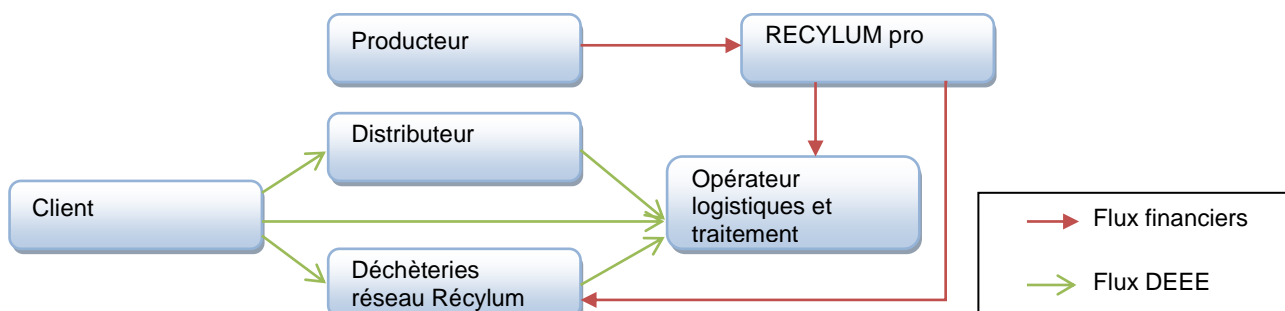 Producteur
RECYLUM pro
Distributeur
Client
Opérateur
logistiques et
traitement
Déchèteries
réseau Récylum
Flux financiers
Flux DEEE